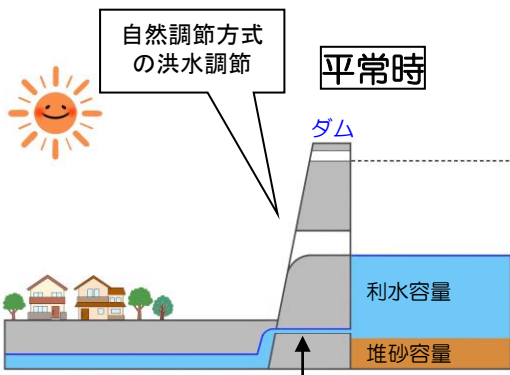 自然調節方式
の洪水調節
平常時
ダム
利水容量
堆砂容量